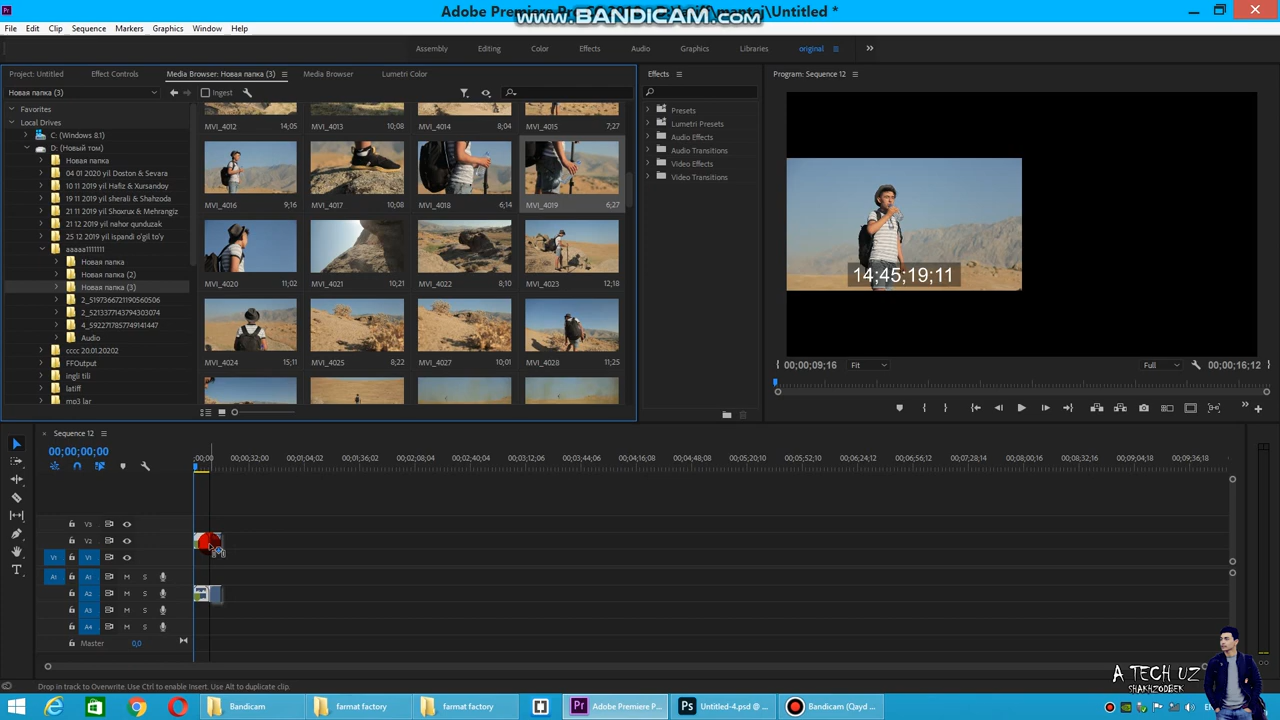 Adobe Premiere Pro CC 20
www.BANDICAM.com
mantaj\Untitled *
File Edit Clip Sequence Markers Graphics Window Help
Assembly Editing Color Effects Audio Graphics Libraries original
Project: Untitled Effect Controls Media Browser: Новая папка (3) Media Browser Lumetri Color
Effects
Program: Sequence 12
Новая папка (3) Ingest
Favorites
Local Drives
C: (Windows 8.1)
D: (Новый том)
Новая папка
04 01 2020 yil Doston & Sevara
10 11 2019 yil Hafiz & Xursandoy
21 11 2019 yil sherali & Shahzoda
21 11 2019 yil Shoxrux & Mehrangiz
22 12 2019 yil nahor qunduzak
25 12 2019 yil ispandi o'gil to'y
aaaaa1111111
Новая папка
Новая папка (2)
Новая папка (3)
2_5197366721190560506
2_5213377143794303074
4_5922717857749141447
Audio
cccc 20.01.20202
FFOutput
ingli tili
latiff
mp3 lar
MVI_4012 14;05 MVI_4013 10;08 MVI_4014 8;04 MVI_4015 7;27
MVI_4016 9;16 MVI_4017 10;08 MVI_4018 6;14 MVI_4019 6;27
MVI_4020 11;02 MVI_4021 10;21 MVI_4022 8;10 MVI_4023 12;18
MVI_4024 15;11 MVI_4025 8;22 MVI_4027 10;01 MVI_4028 11;25
Presets
Lumetri Presets
Audio Effects
Audio Transitions
Video Effects
Video Transitions
14;45;19;11
00;00;09;16 Fit Full 00;00;16;12
Sequence 12
00;00;00;00
;00;00 00;00;32;00 00;01;04;02 00;01;36;02 00;02;08;04 00;02;40;04 00;03;12;06 00;03;44;06 00;04;16;08 00;04;48;08 00;05;20;10 00;05;52;10 00;06;24;12 00;06;56;12 00;07;28;14 00;08;00;16 00;08;32;16 00;09;04;18 00;09;36;18
V3
V2
V1 V1
A1 A1 M S
A2 M S
A3 M S
A4 M S
Master 0,0
Drop in track to Overwrite. Use Ctrl to enable Insert. Use Alt to duplicate clip.
A TECH UZ
SHAKHZODBEK
Bandicam farmat factory farmat factory Adobe Premiere P... Untitled-4.psd @ ... Bandicam (Qayd ...